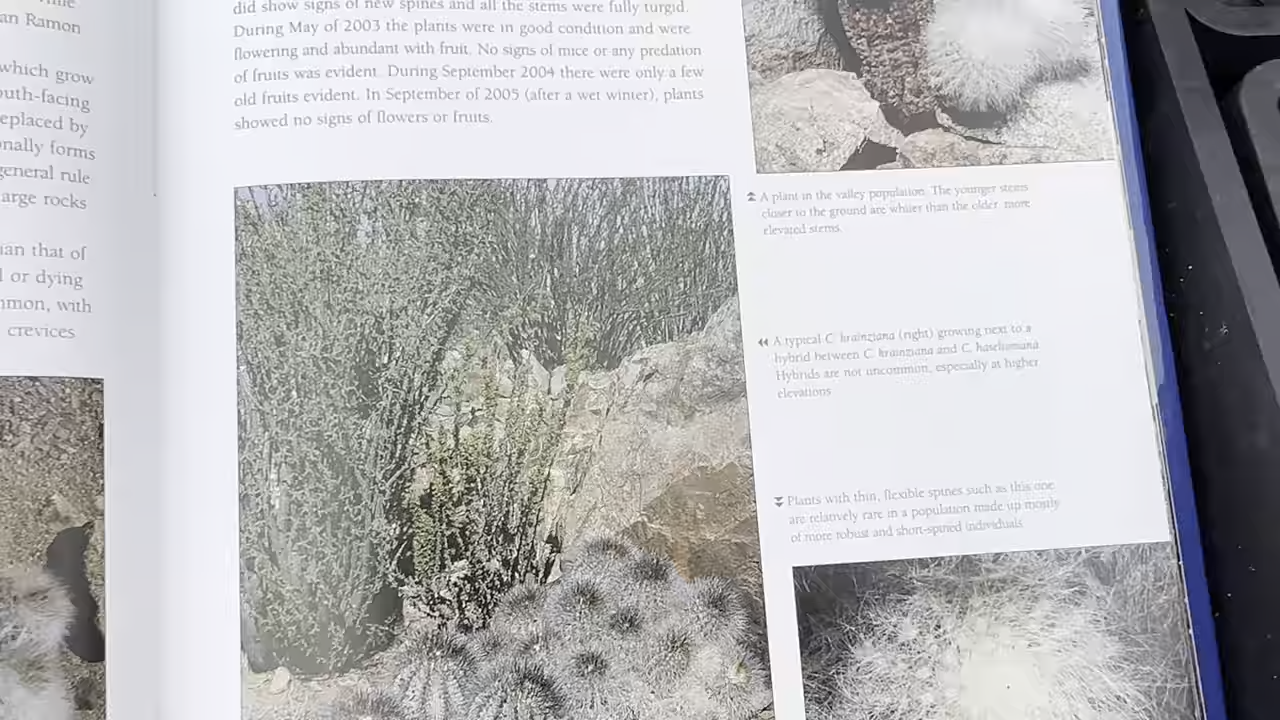 an Ramon
which grow
uth-facing
eplaced by
onally forms
general rule
arge rocks
ian that of
l or dying
mmon, with
crevices
did show signs of new spines and all the stems were fully turgid.
During May of 2003 the plants were in good condition and were
flowering and abundant with fruit. No signs of mice or any predation
of fruits was evident. During September 2004 there were only a few
old fruits evident. In September of 2005 (after a wet winter), plants
showed no signs of flowers or fruits.
A plant in the valley population. The younger stems
closer to the ground are whiter than the older more
elevated stems.
A typical C. krainziana (right) growing next to a
hybrid between C. krainziana and C. haseltoniana
Hybrids are not uncommon, especially at higher
elevations
Plants with thin, flexible spines such as this one
are relatively rare in a population made up mostly
of more robust and short-spined individuals